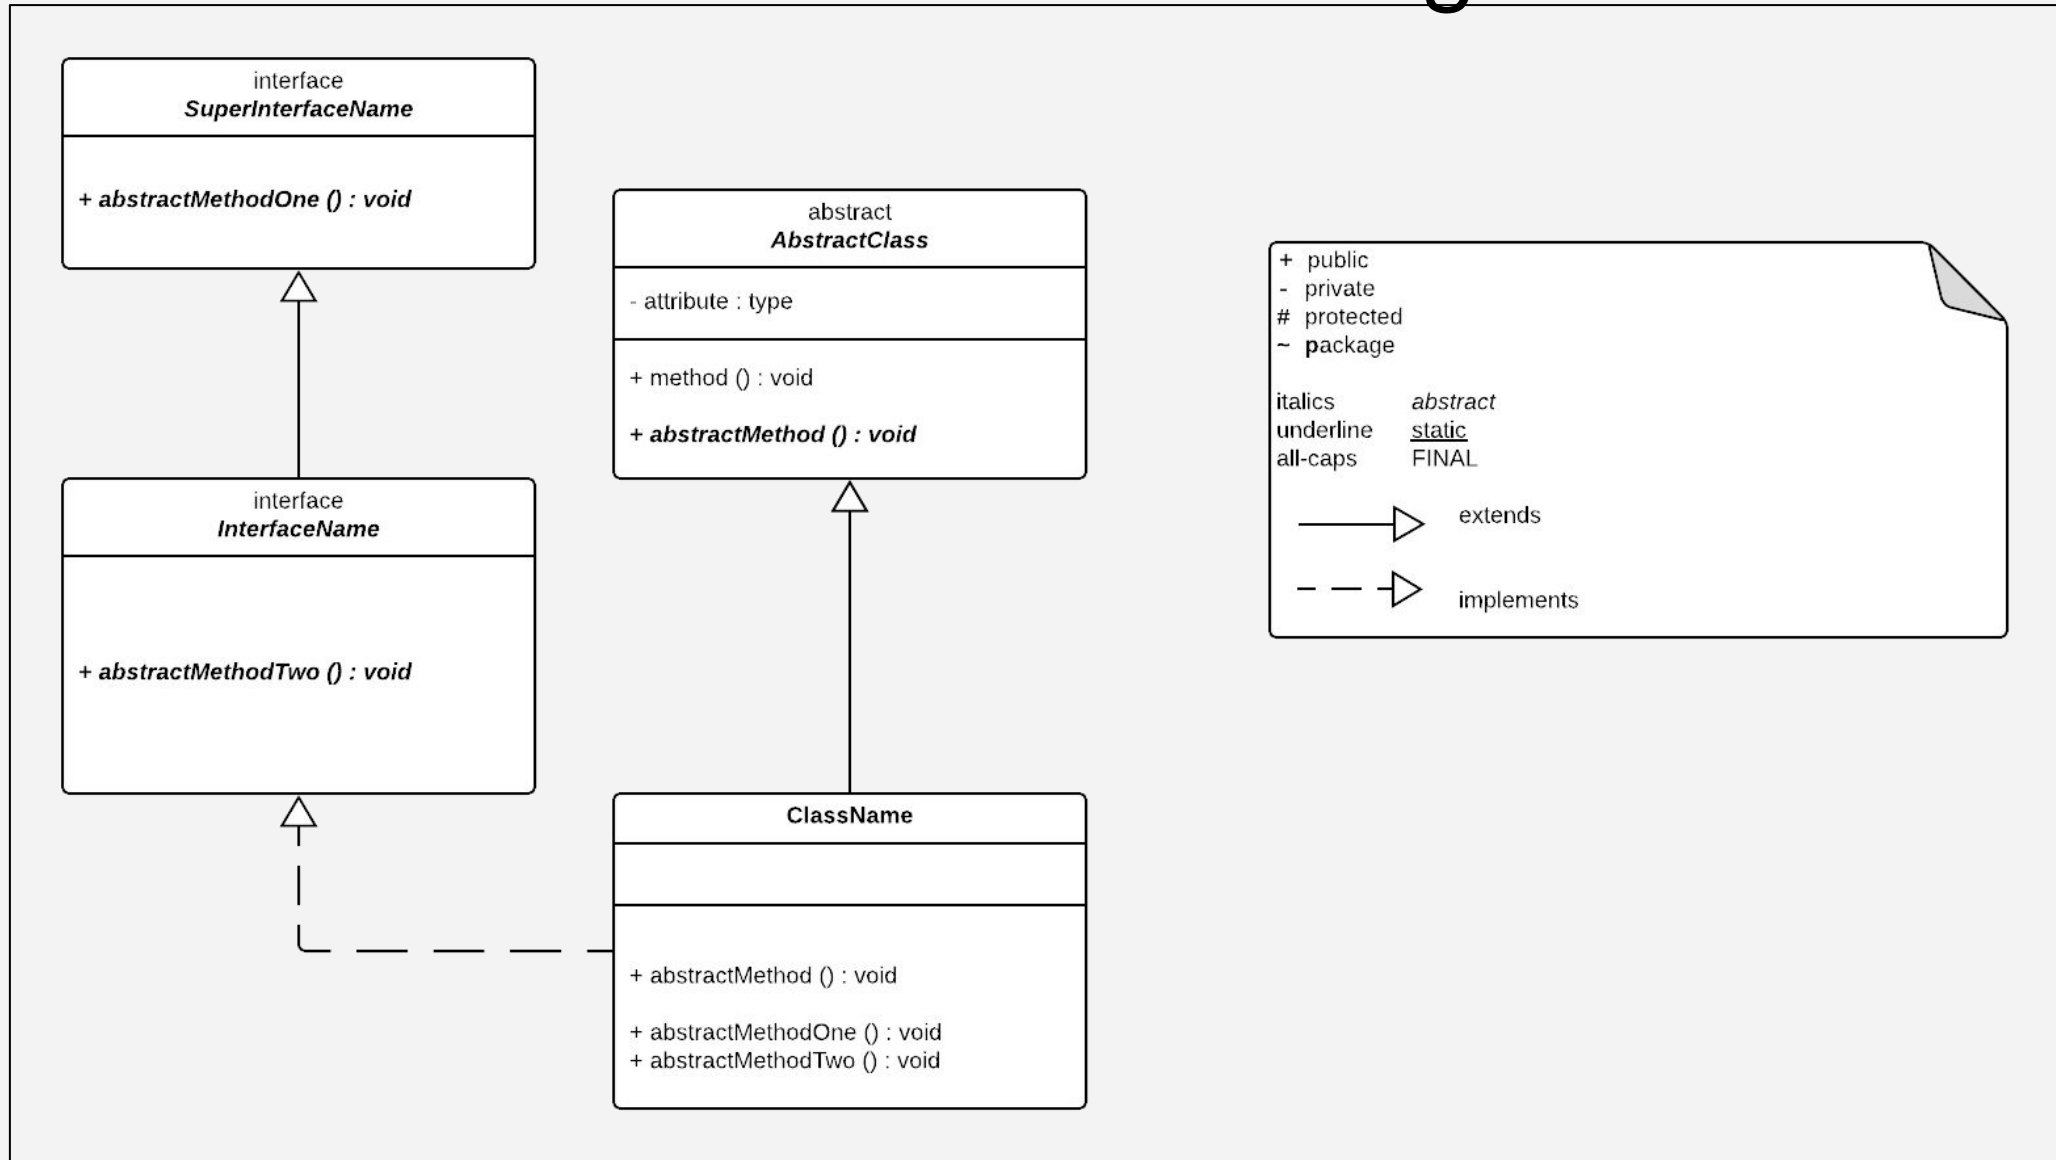 interface
SuperInterfaceName
+ abstractMethodOne () : void
interface
InterfaceName
+ abstractMethodTwo () : void
abstract
AbstractClass
- attribute : type
+ method () : void
+ abstractMethod () : void
ClassName
+ abstractMethod () : void
+ abstractMethodOne () : void
+ abstractMethodTwo () : void
+ public
- private
# protected
~ package
italics abstract
underline static
all-caps FINAL
extends
implements